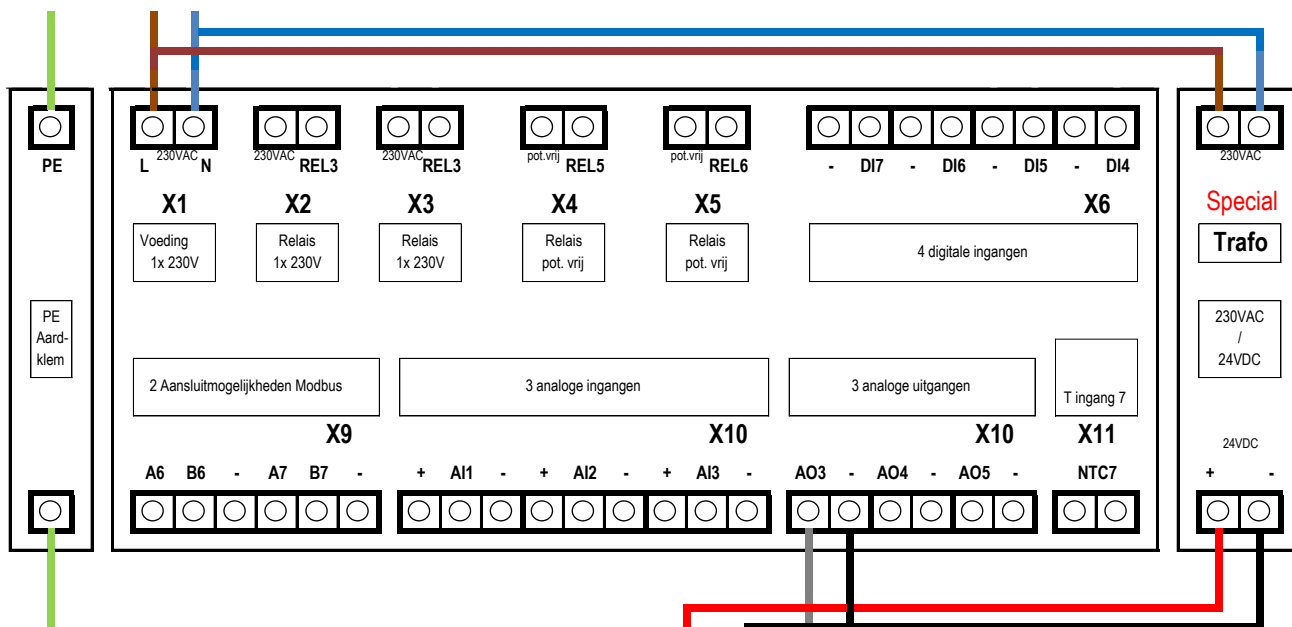 PE
L 230VAC N
230VAC REL3
230VAC REL3
pot.vrij REL5
pot.vrij REL6
- DI7 - DI6 - DI5 - DI4
230VAC
X1
X2
X3
X4
X5
X6
Special
Voeding
1x 230V
Relais
1x 230V
Relais
1x 230V
Relais
pot. vrij
Relais
pot. vrij
4 digitale ingangen
Trafo
PE
Aard-
klem
230VAC
/
24VDC
2 Aansluitmogelijkheden Modbus
3 analoge ingangen
3 analoge uitgangen
T ingang 7
X9
X10
X10
X11
24VDC
A6 B6 - A7 B7 -
+ AI1 - + AI2 - + AI3 -
AO3 - AO4 - AO5 -
NTC7
+ -